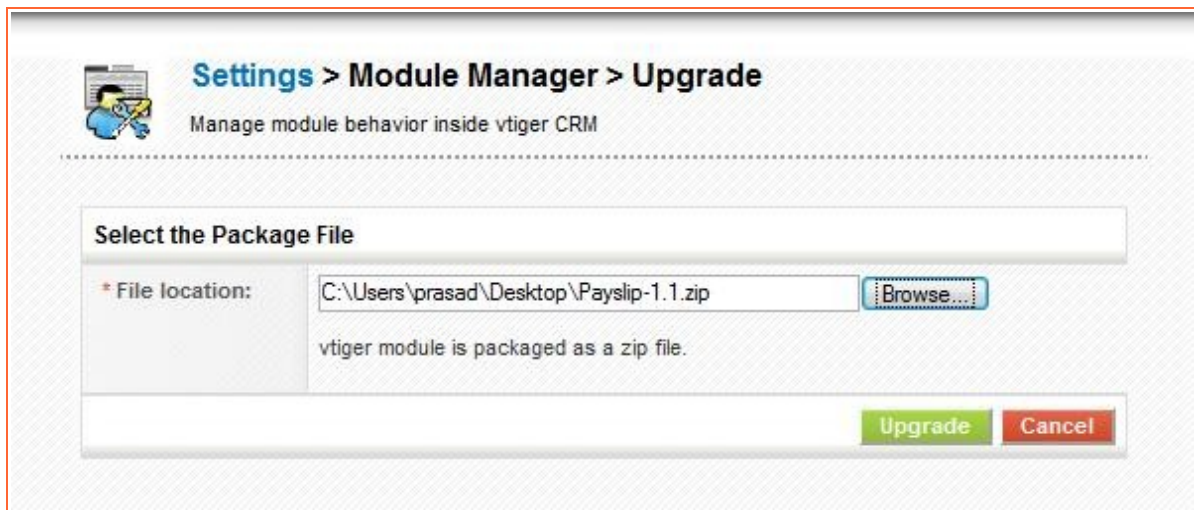 Settings > Module Manager > Upgrade
Manage module behavior inside vtiger CRM
Select the Package File
* File location:
C:\Users\prasad\Desktop\Payslip-1.1.zip
Browse...
vtiger module is packaged as a zip file.
Upgrade
Cancel